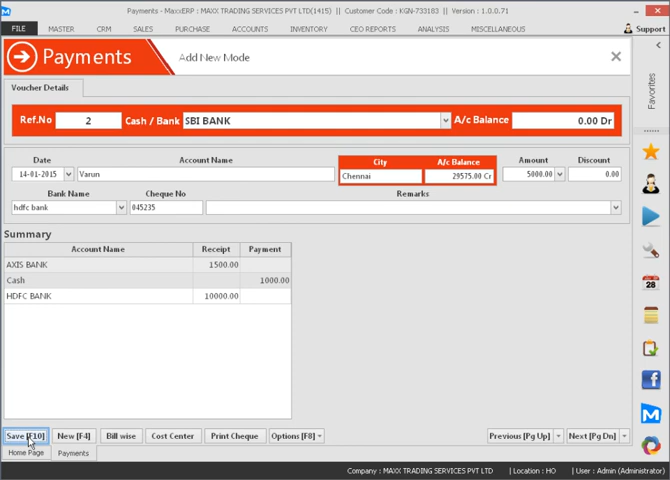 Payments - MaxxERP : MAXX TRADING SERVICES PVT LTD(1415) || Customer Code : KGN-733183 || Version : 1.0.0.71
FILE MASTER CRM SALES PURCHASE ACCOUNTS INVENTORY CEO REPORTS ANALYSIS MISCELLANEOUS Support
Payments Add New Mode
Favorites
Voucher Details
Ref.No 2 Cash / Bank SBI BANK A/c Balance 0.00 Dr
Date Account Name City A/c Balance Amount Discount
14-01-2015 Varun Chennai 29575.00 Cr 5000.00 0.00
Bank Name Cheque No Remarks
hdfc bank 045235
Summary
Account Name Receipt Payment
AXIS BANK 1500.00
Cash 1000.00
HDFC BANK 10000.00
28
Save [F10] New [F4] Bill wise Cost Center Print Cheque Options [F8] Previous [Pg Up] Next [Pg Dn]
Home Page Payments
Company : MAXX TRADING SERVICES PVT LTD | Location : HO | User : Admin (Administrator)